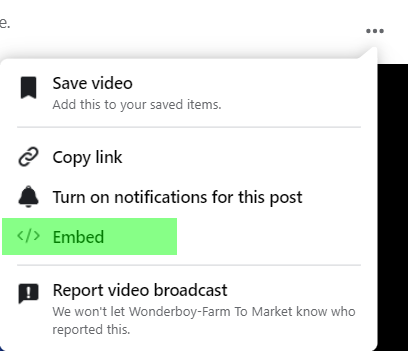 e.
Save video
Add this to your saved items.
Copy link
Turn on notifications for this post
</> Embed
Report video broadcast
We won't let Wonderboy-Farm To Market know who
reported this.